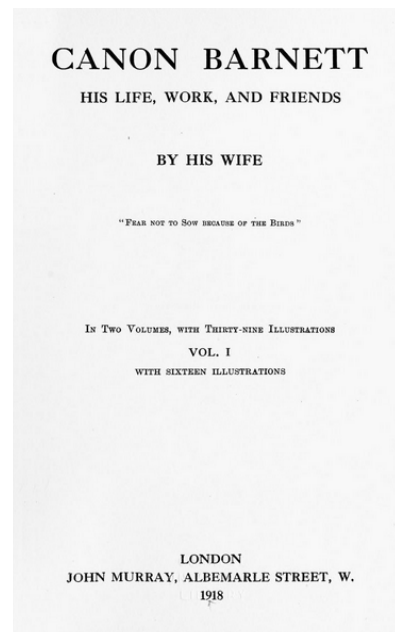 CANON BARNETT
HIS LIFE, WORK, AND FRIENDS
BY HIS WIFE
"FEAR NOT TO SOW BECAUSE OF THE BIRDS"
IN TWO VOLUMES, WITH THIRTY-NINE ILLUSTRATIONS
VOL. I
WITH SIXTEEN ILLUSTRATIONS
LONDON
JOHN MURRAY, ALBEMARLE STREET, W.
1918